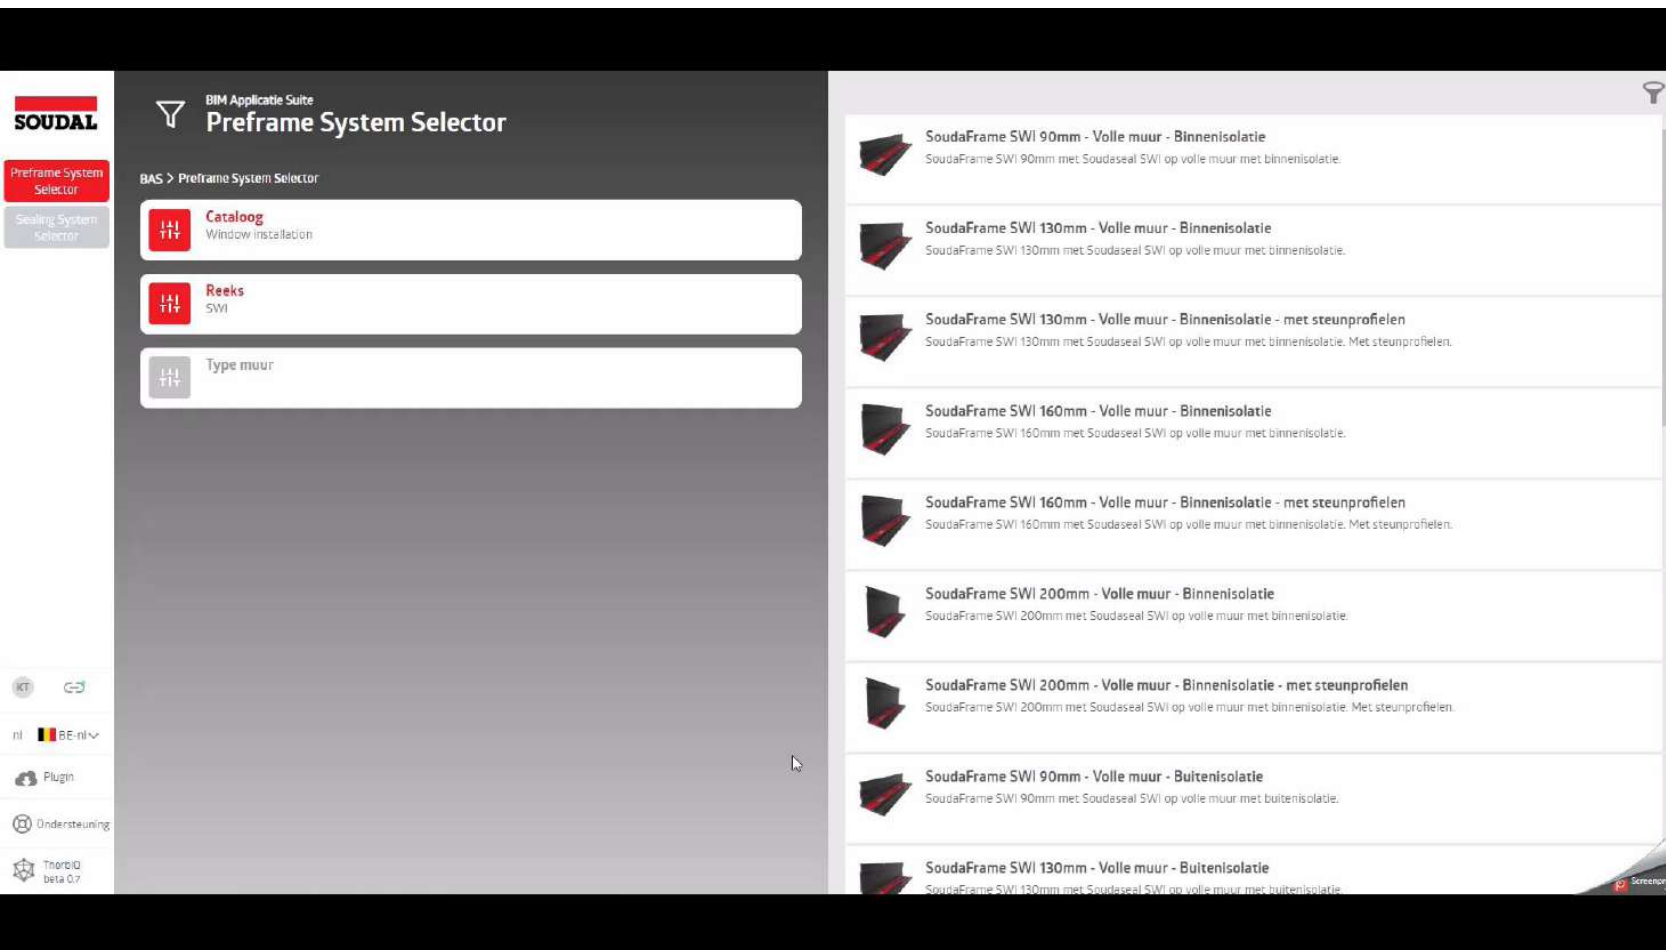 SOUDAL
Preframe System
Selector
Sealing System
Selector
KT
nl BE-nl
Plugin
Ondersteuning
ThorbiQ
beta 0.7
BIM Applicatie Suite
Preframe System Selector
BAS > Preframe System Selector
Cataloog
Window installation
Reeks
SWI
Type muur
SoudaFrame SWI 90mm - Volle muur - Binnenisolatie
SoudaFrame SWI 90mm met Soudaseal SWI op volle muur met binnenisolatie.
SoudaFrame SWI 130mm - Volle muur - Binnenisolatie
SoudaFrame SWI 130mm met Soudaseal SWI op volle muur met binnenisolatie.
SoudaFrame SWI 130mm - Volle muur - Binnenisolatie - met steunprofielen
SoudaFrame SWI 130mm met Soudaseal SWI op volle muur met binnenisolatie. Met steunprofielen.
SoudaFrame SWI 160mm - Volle muur - Binnenisolatie
SoudaFrame SWI 160mm met Soudaseal SWI op volle muur met binnenisolatie.
SoudaFrame SWI 160mm - Volle muur - Binnenisolatie - met steunprofielen
SoudaFrame SWI 160mm met Soudaseal SWI op volle muur met binnenisolatie. Met steunprofielen.
SoudaFrame SWI 200mm - Volle muur - Binnenisolatie
SoudaFrame SWI 200mm met Soudaseal SWI op volle muur met binnenisolatie.
SoudaFrame SWI 200mm - Volle muur - Binnenisolatie - met steunprofielen
SoudaFrame SWI 200mm met Soudaseal SWI op volle muur met binnenisolatie. Met steunprofielen.
SoudaFrame SWI 90mm - Volle muur - Buitenisolatie
SoudaFrame SWI 90mm met Soudaseal SWI op volle muur met buitenisolatie.
SoudaFrame SWI 130mm - Volle muur - Buitenisolatie
SoudaFrame SWI 130mm met Soudaseal SWI op volle muur met buitenisolatie.